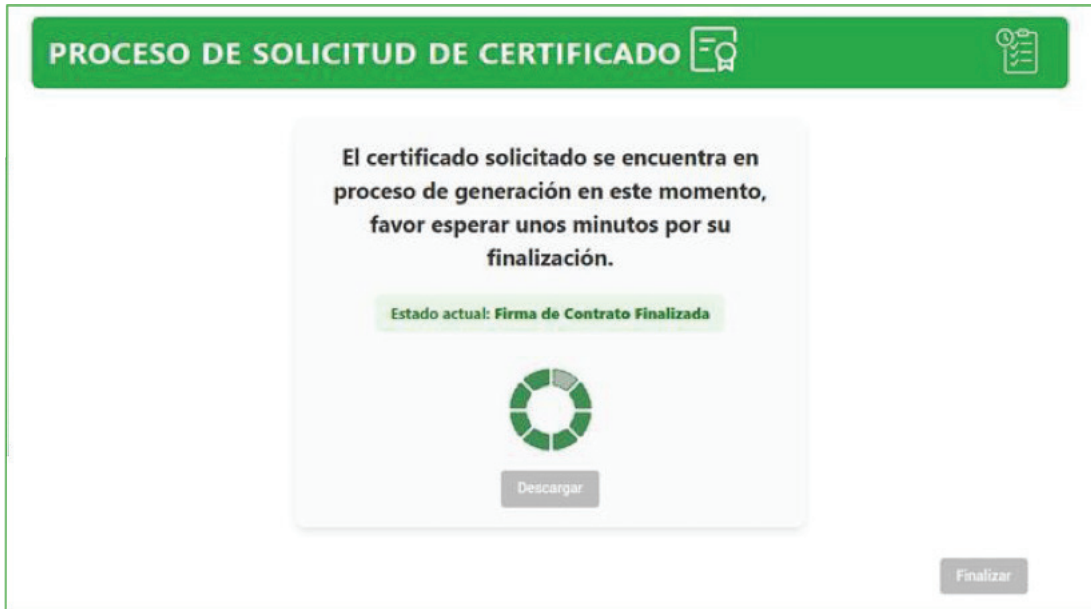 PROCESO DE SOLICITUD DE CERTIFICADO
El certificado solicitado se encuentra en
proceso de generación en este momento,
favor esperar unos minutos por su
finalización.
Estado actual: Firma de Contrato Finalizada
Descargar
Finalizar